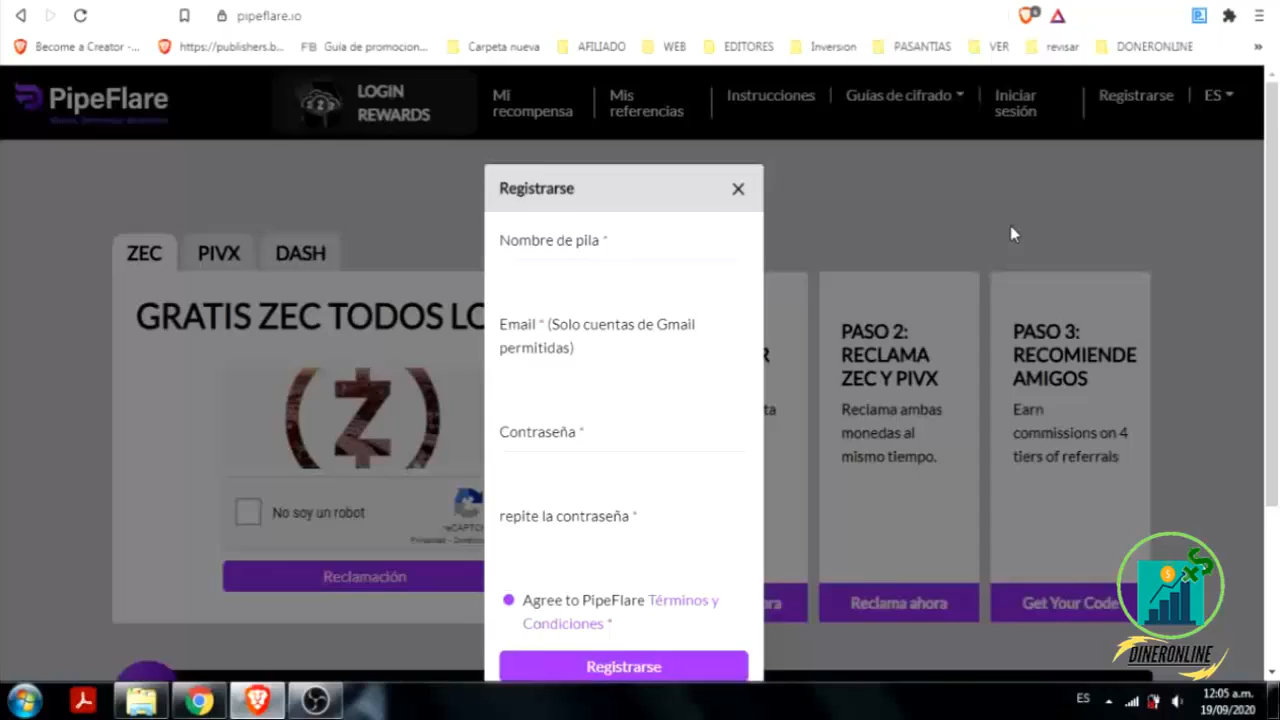 pipeflare.io
Become a Creator -...
https://publishers.b...
Guía de promocion...
Carpeta nueva
AFILIADO
WEB
EDITORES
Inversion
PASANTIAS
VER
revisar
DONERONLINE
»
PipeFlare
LOGIN
REWARDS
Mi
recompensa
Mis
referencias
Instrucciones
Guías de cifrado
Iniciar
sesión
Registrarse
ES
Registrarse
ZEC
PIVX
DASH
GRATIS ZEC TODOS LO
No soy un robot
reCAPTC
Reclamación
Nombre de pila *
Email * (Solo cuentas de Gmail
permitidas)
Contraseña *
repite la contraseña *
Agree to PipeFlare Términos y
Condiciones *
Registrarse
R
ta
ora
PASO 2:
RECLAMA
ZEC Y PIVX
Reclama ambas
monedas al
mismo tiempo.
Reclama ahora
PASO 3:
RECOMIENDE
AMIGOS
Earn
commissions on 4
tiers of referrals
Get Your Code
DINERONLINE
ES
12:05 a.m.
19/09/2020